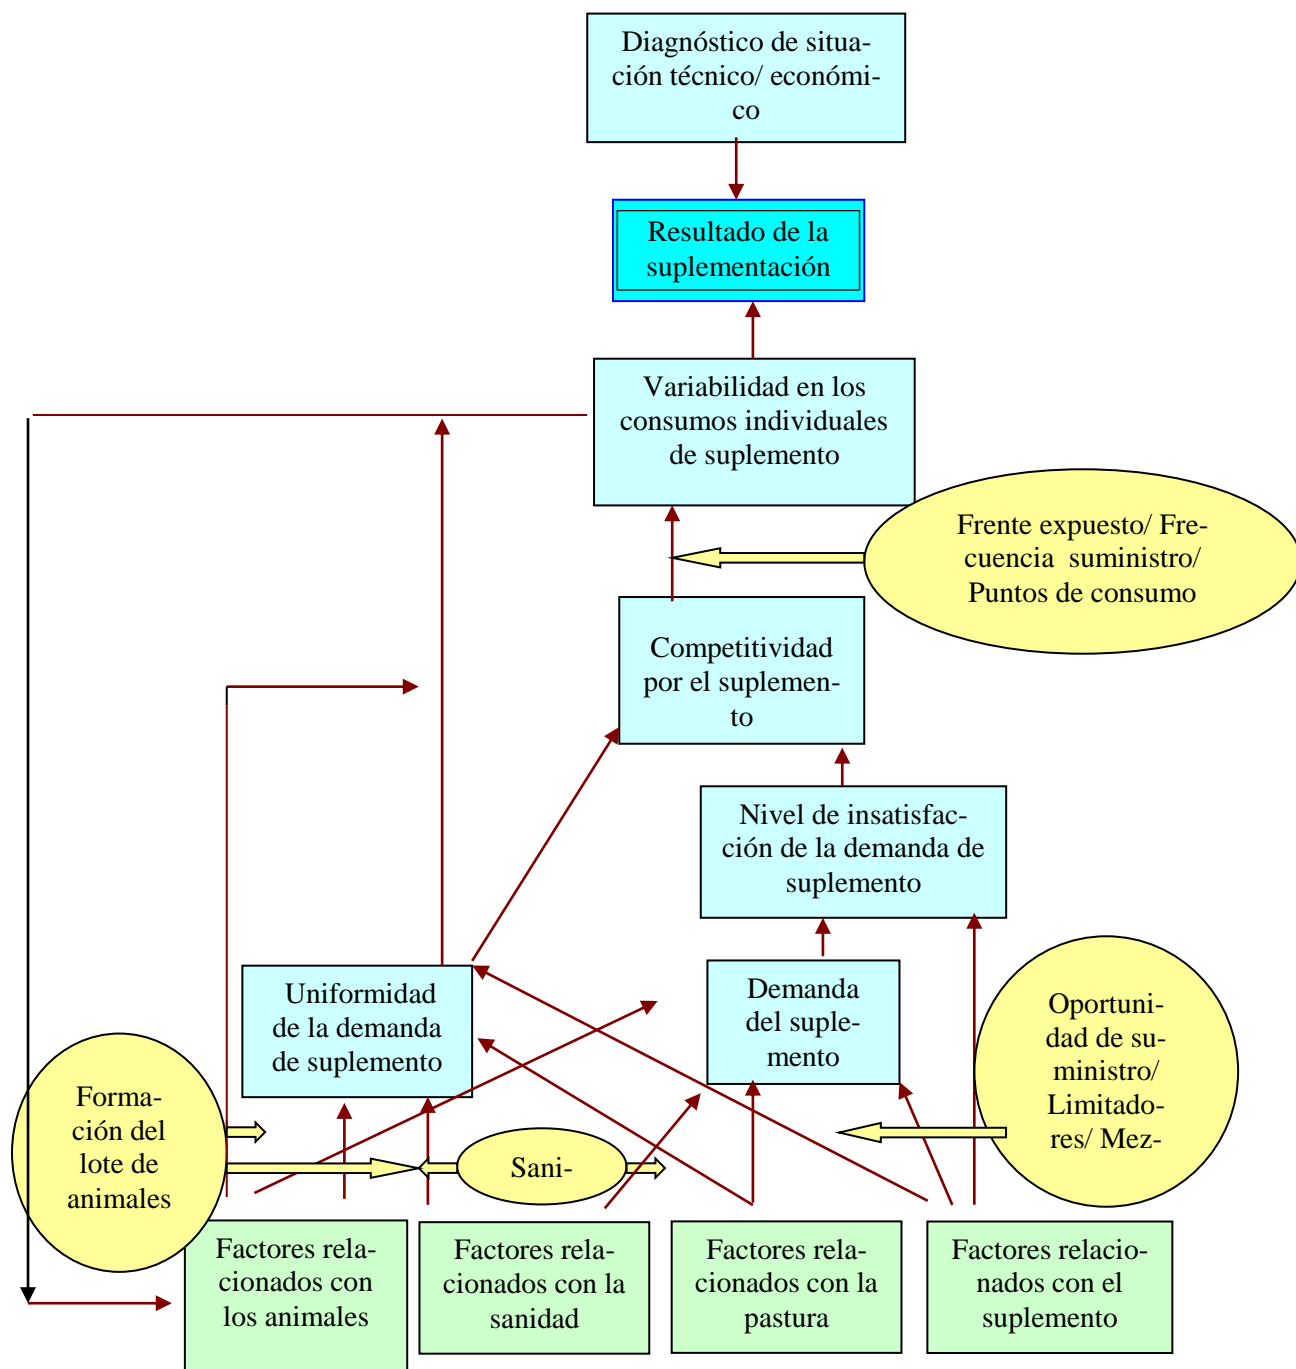 Diagnóstico de situa-
ción técnico/ económi-
co
Resultado de la
suplementación
Variabilidad en los
consumos individuales
de suplemento
Frente expuesto/ Fre-
cuencia suministro/
Puntos de consumo
Competitividad
por el suplemen-
to
Nivel de insatisfac-
ción de la demanda de
suplemento
Uniformidad
de la demanda
de suplemento
Demanda
del suple-
mento
Oportuni-
dad de su-
ministro/
Limitado-
res/ Mez-
Forma-
ción del
lote de
animales
Sani-
Factores rela-
cionados con
los animales
Factores rela-
cionados con la
sanidad
Factores rela-
cionados con la
pastura
Factores relacio-
nados con el
suplemento